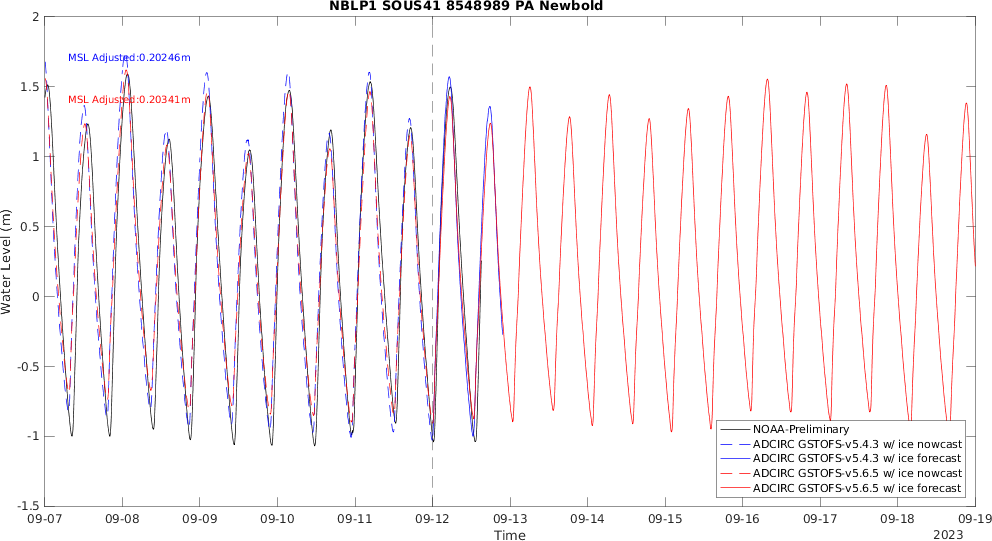 NBLP1 SOUS41 8548989 PA Newbold
2
MSL Adjusted:0.20246m
1.5
MSL Adjusted:0.20341m
1
0.5
Water Level (m)
0
-0.5
-1
NOAA-Preliminary
ADCIRC GSTOFS-v5.4.3 w/ ice nowcast
ADCIRC GSTOFS-v5.4.3 w/ ice forecast
ADCIRC GSTOFS-v5.6.5 w/ ice nowcast
ADCIRC GSTOFS-v5.6.5 w/ ice forecast
-1.5
09-07 09-08 09-09 09-10 09-11 09-12 09-13 09-14 09-15 09-16 09-17 09-18 09-19
Time
2023